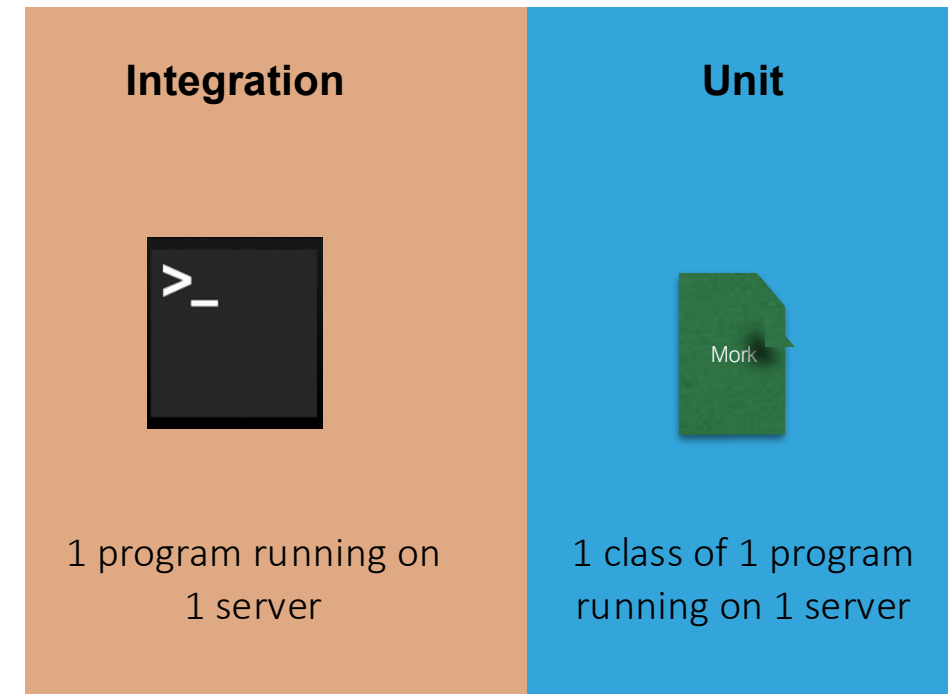 Integration
>_
1 program running on
1 server
Unit
Mork
1 class of 1 program
running on 1 server